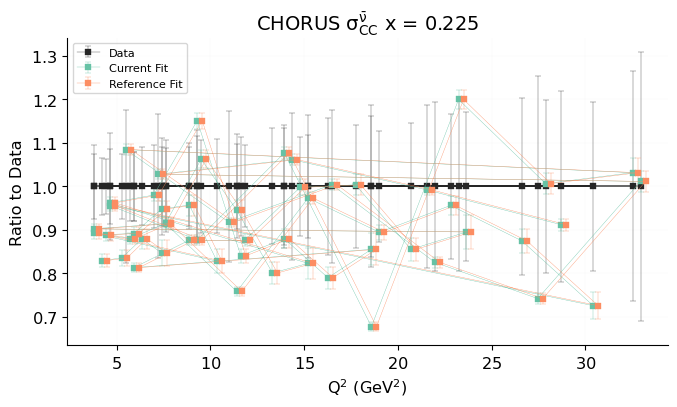 CHORUS σ^ν̄_CC x = 0.225
Data
Current Fit
Reference Fit
Ratio to Data
1.3
1.2
1.1
1.0
0.9
0.8
0.7
5 10 15 20 25 30
Q² (GeV²)